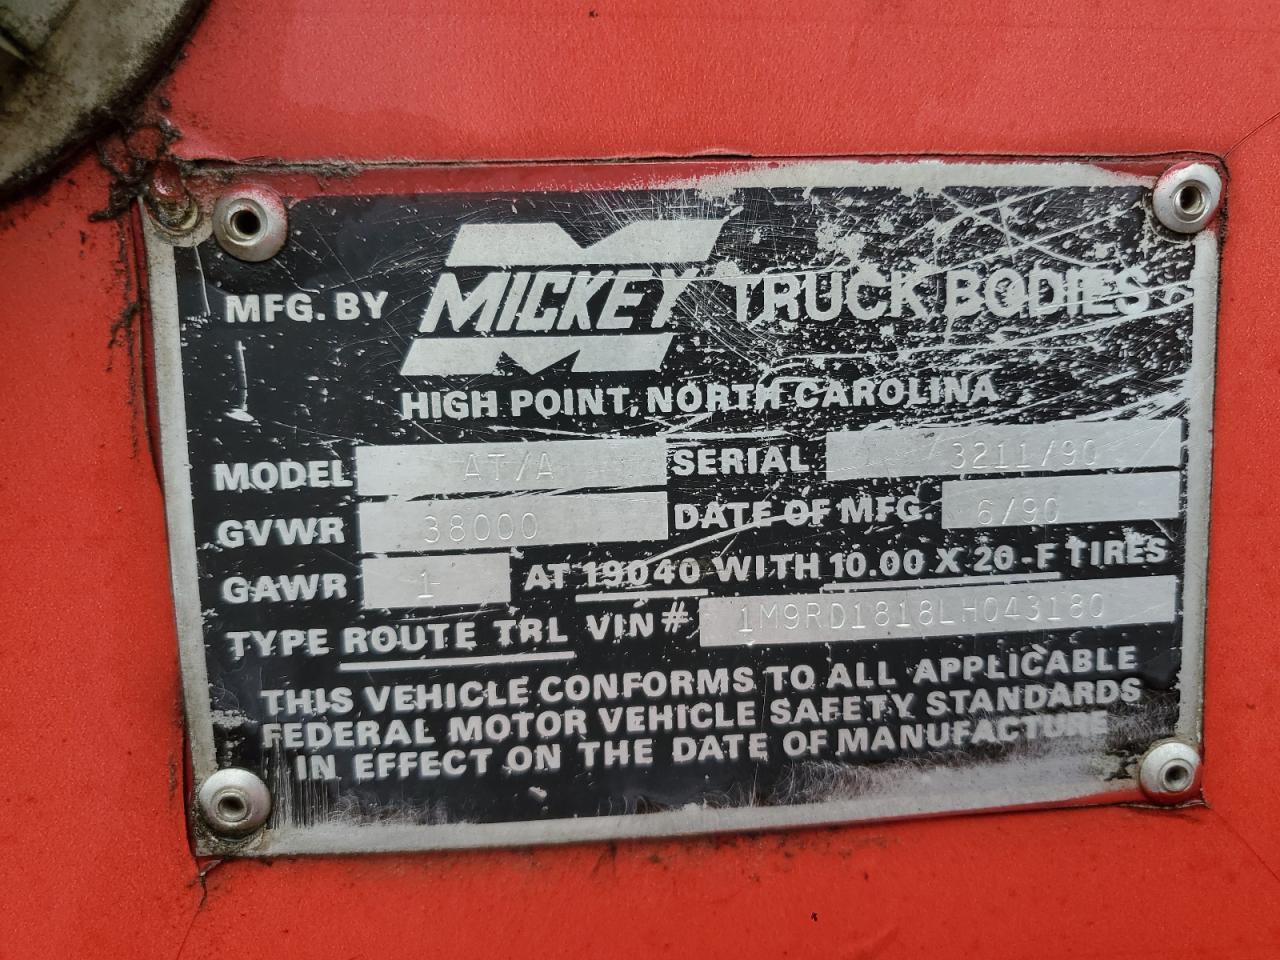 MFG. BY MICKEY TRUCK BODIES
HIGH POINT, NORTH CAROLINA
MODEL AT/A SERIAL 3211/90
GVWR 38000 DATE OF MFG. 6/90
GAWR 1 AT 19040 WITH 10.00 X 20-F TIRES
TYPE ROUTE TRL VIN # 1M9RD1818LH043180
THIS VEHICLE CONFORMS TO ALL APPLICABLE
FEDERAL MOTOR VEHICLE SAFETY STANDARDS
IN EFFECT ON THE DATE OF MANUFACTURE